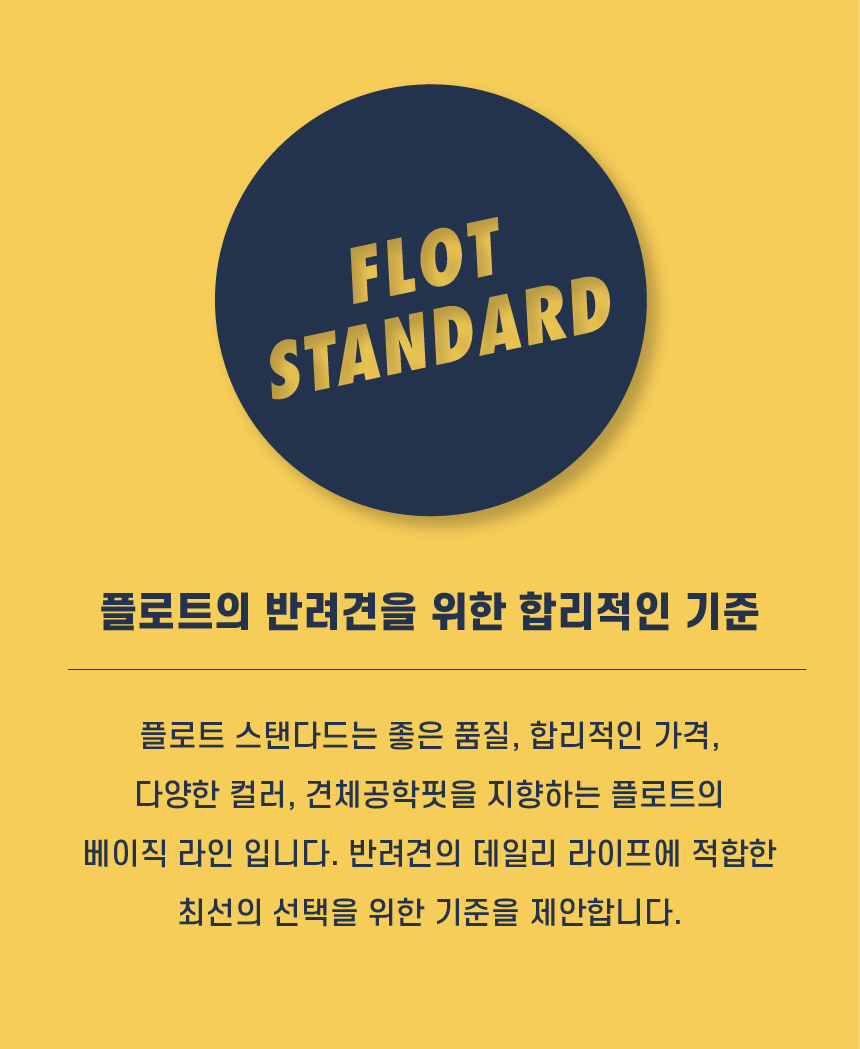 FLOT
STANDARD
플로트의 반려견을 위한 합리적인 기준
플로트 스탠다드는 좋은 품질, 합리적인 가격,
다양한 컬러, 견체공학핏을 지향하는 플로트의
베이직 라인 입니다. 반려견의 데일리 라이프에 적합한
최선의 선택을 위한 기준을 제안합니다.